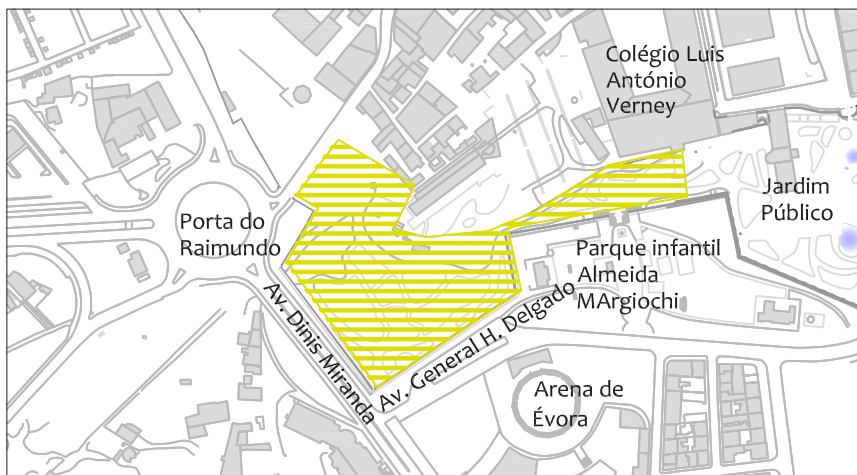 Colégio Luis
António
Verney
Jardim
Público
Porta do
Raimundo
Parque infantil
Almeida
MArgiochi
Av. Dinis Miranda
Av. General H. Delgado
Arena de
Évora